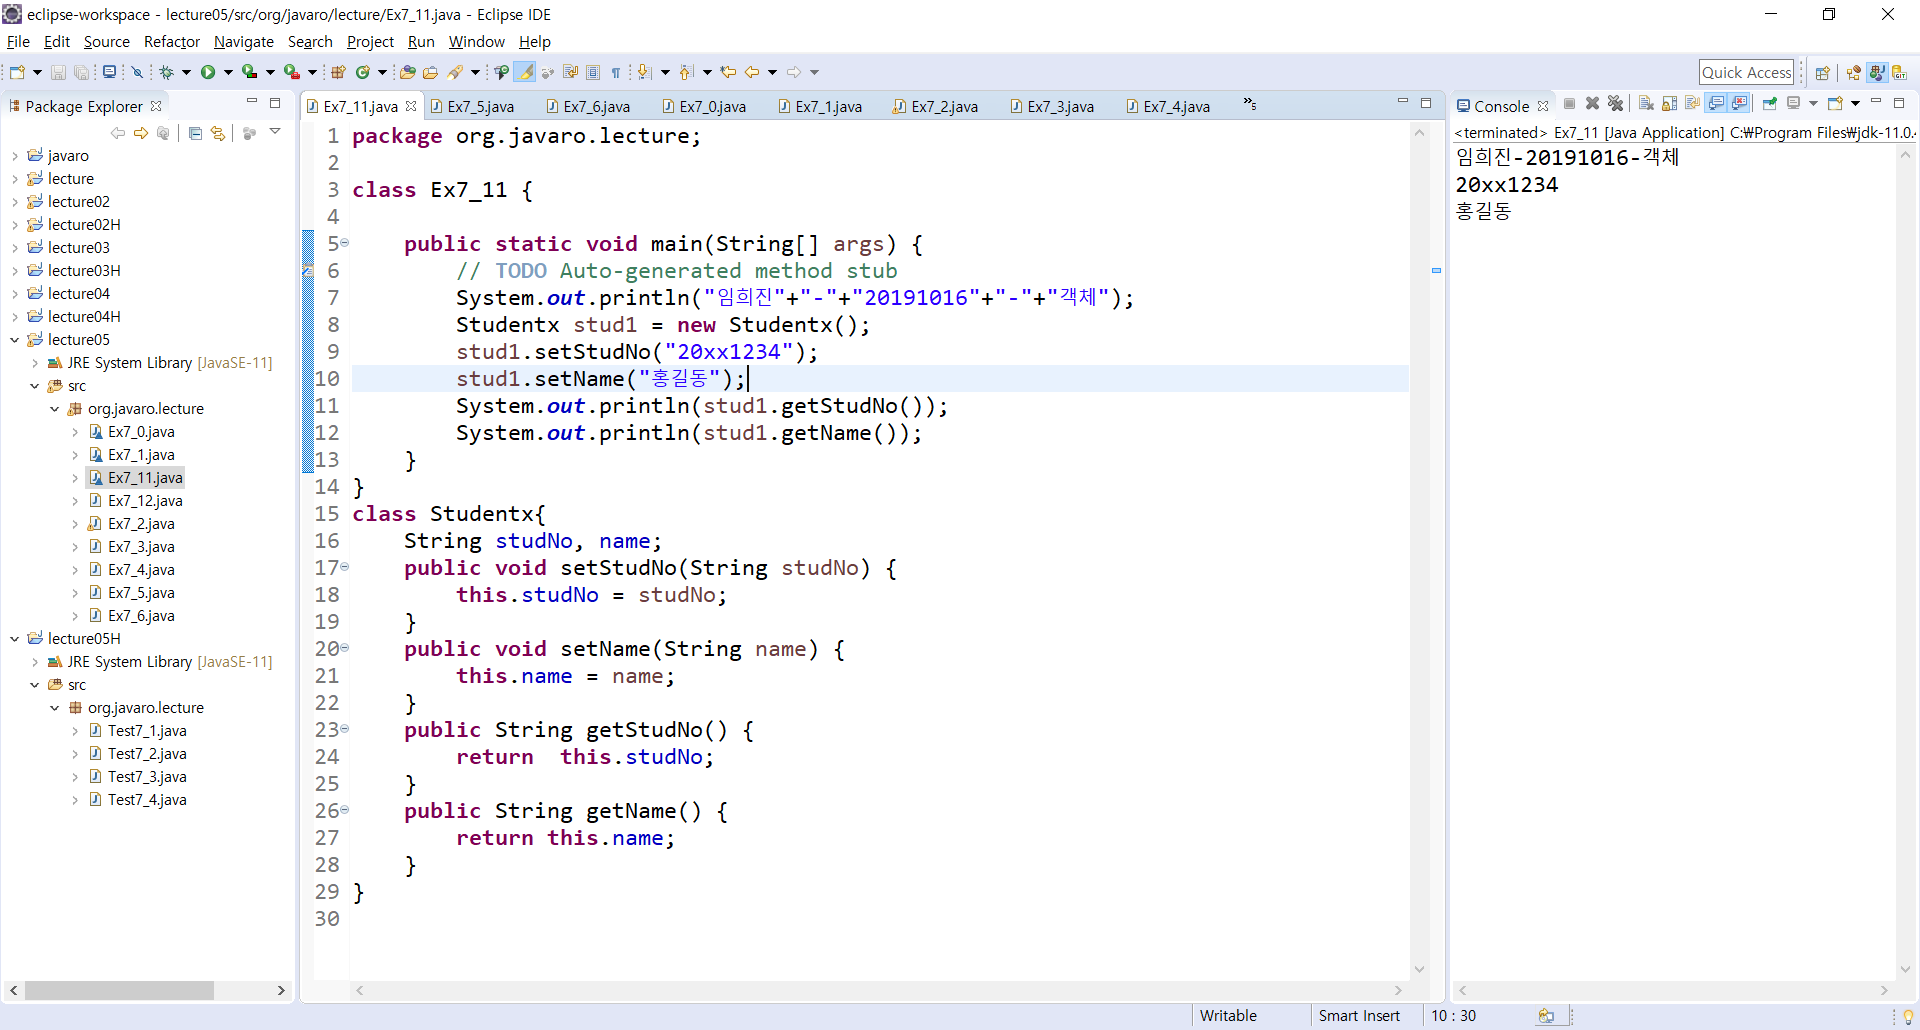 eclipse-workspace - lecture05/src/org/javaro/lecture/Ex7_11.java - Eclipse IDE
File Edit Source Refactor Navigate Search Project Run Window Help
Quick Access
Package Explorer
javaro
lecture
lecture02
lecture02H
lecture03
lecture03H
lecture04
lecture04H
lecture05
JRE System Library [JavaSE-11]
src
org.javaro.lecture
Ex7_0.java
Ex7_1.java
Ex7_11.java
Ex7_12.java
Ex7_2.java
Ex7_3.java
Ex7_4.java
Ex7_5.java
Ex7_6.java
lecture05H
JRE System Library [JavaSE-11]
src
org.javaro.lecture
Test7_1.java
Test7_2.java
Test7_3.java
Test7_4.java
Ex7_11.java Ex7_5.java Ex7_6.java Ex7_0.java Ex7_1.java Ex7_2.java Ex7_3.java Ex7_4.java »5
1 package org.javaro.lecture;
2
3 class Ex7_11 {
4
5     public static void main(String[] args) {
6         // TODO Auto-generated method stub
7         System.out.println("임희진"+"-"+"20191016"+"-"+"객체");
8         Studentx stud1 = new Studentx();
9         stud1.setStudNo("20xx1234");
10         stud1.setName("홍길동");
11         System.out.println(stud1.getStudNo());
12         System.out.println(stud1.getName());
13     }
14 }
15 class Studentx{
16     String studNo, name;
17     public void setStudNo(String studNo) {
18         this.studNo = studNo;
19     }
20     public void setName(String name) {
21         this.name = name;
22     }
23     public String getStudNo() {
24         return  this.studNo;
25     }
26     public String getName() {
27         return this.name;
28     }
29 }
30
Console
<terminated> Ex7_11 [Java Application] C:₩Program Files₩jdk-11.0.
임희진-20191016-객체
20xx1234
홍길동
Writable Smart Insert 10 : 30